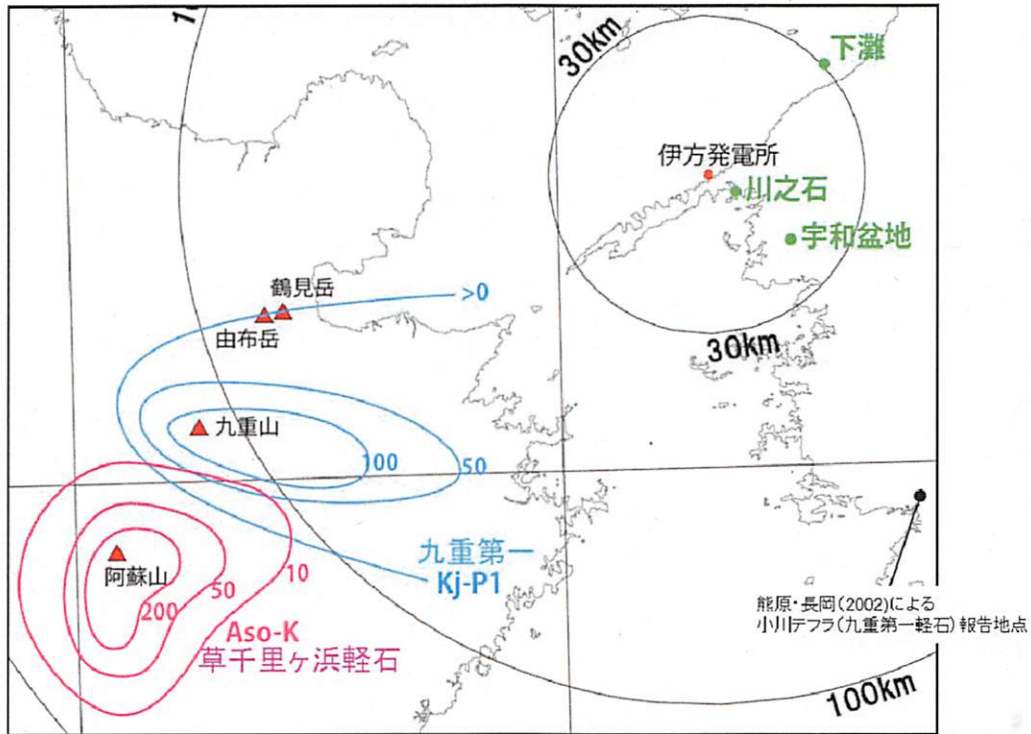 10
30km
下灘
伊方発電所
川之石
宇和盆地
鶴見岳
>0
由布岳
30km
九重山
100
50
九重第一
Kj-P1
阿蘇山
10
50
200
Aso-K
草千里ヶ浜軽石
熊原・長岡(2002)による
小川テフラ(九重第一軽石)報告地点
100km